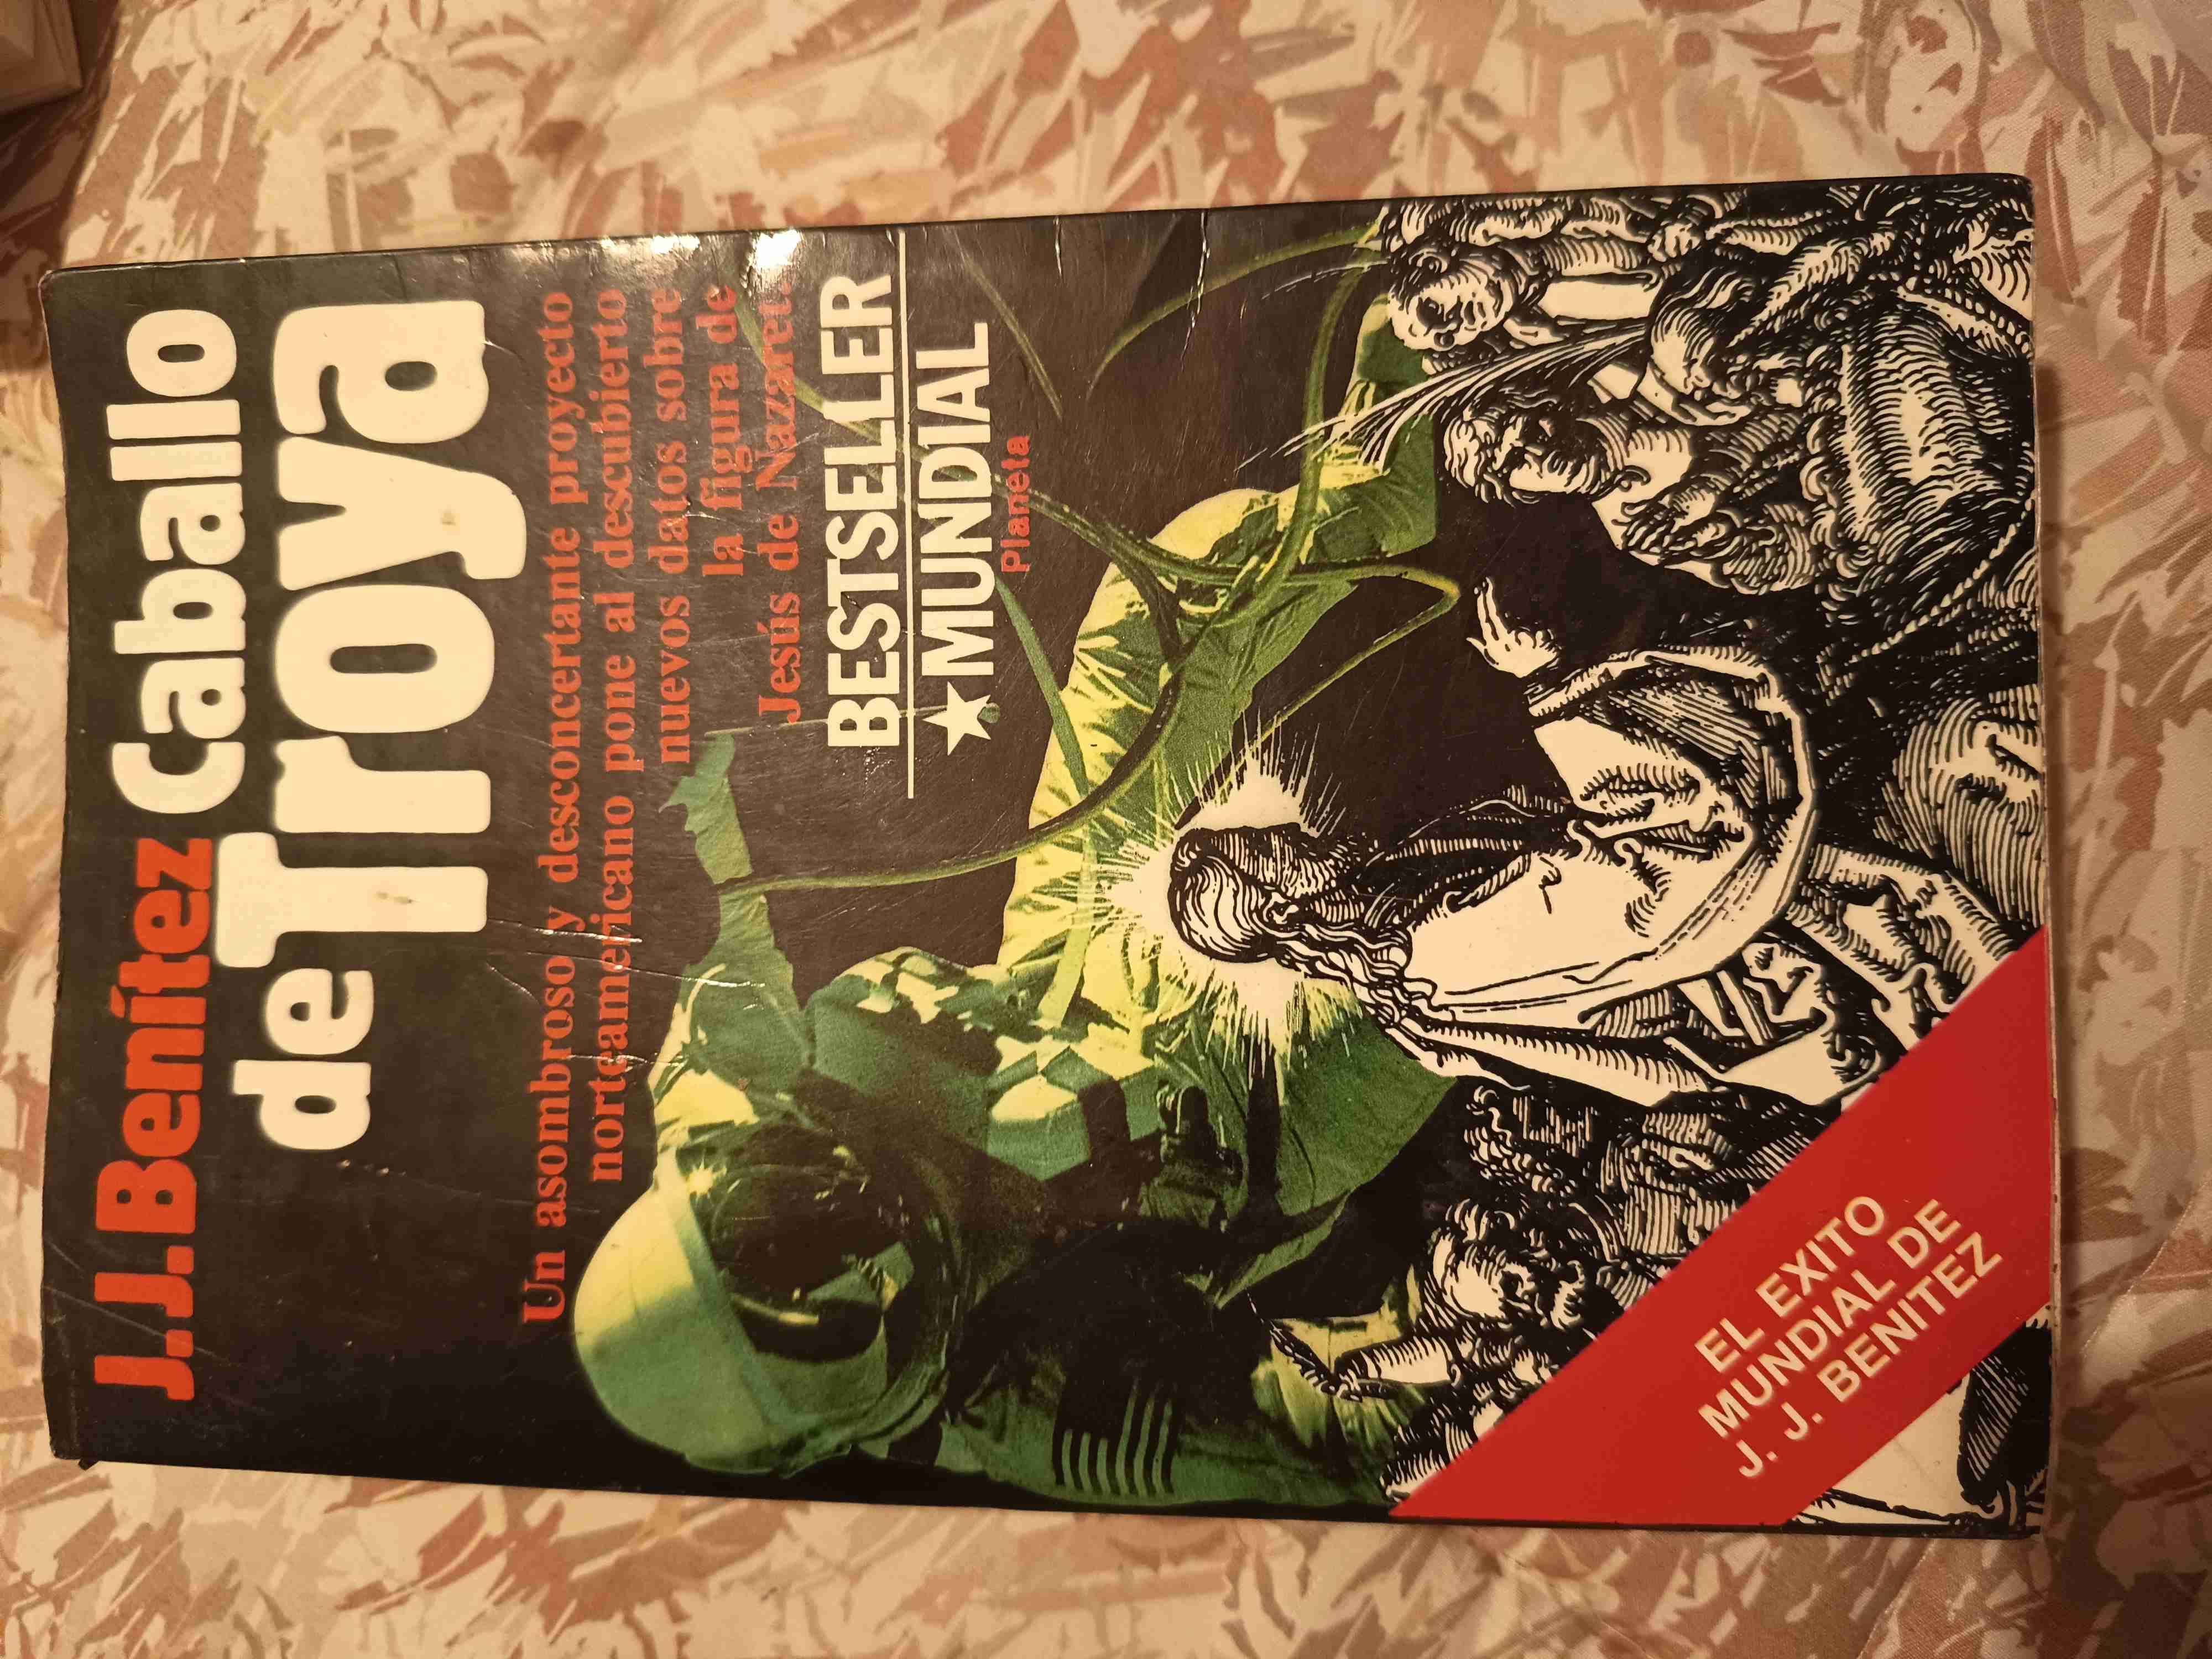 J.J.Benítez Caballo
de Troya
Un asombroso y desconcertante proyecto
norteamericano pone al descubierto
nuevos datos sobre
la figura de
Jesús de Nazaret.
BESTSELLER
★MUNDIAL
Planeta
EL EXITO
MUNDIAL DE
J. J. BENITEZ